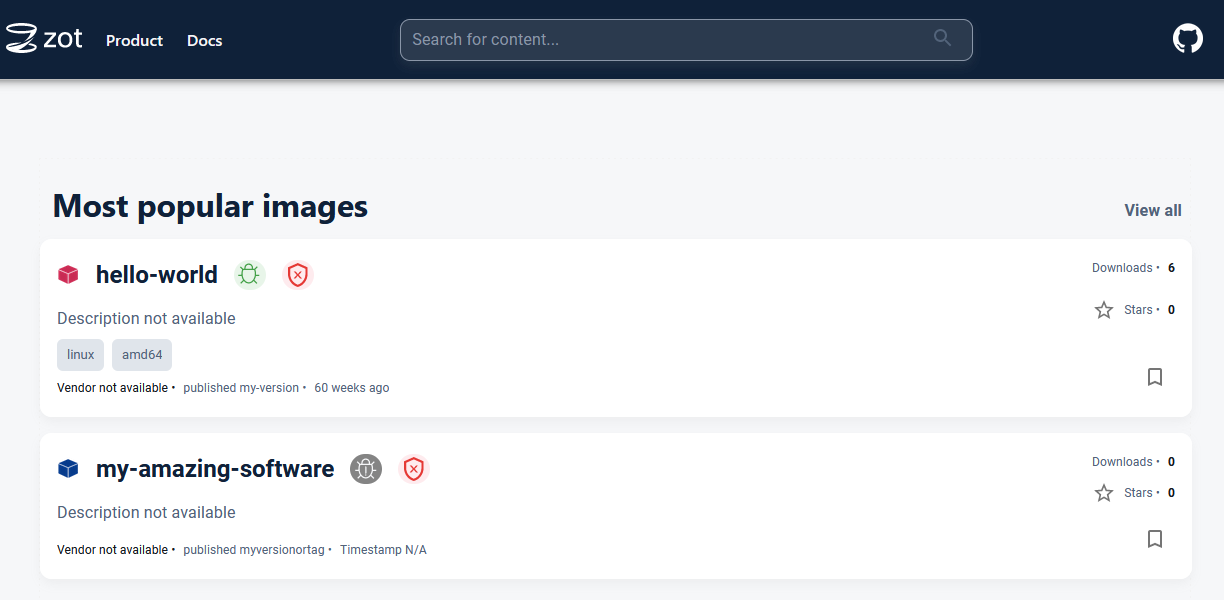 zot Product Docs Search for content...
Most popular images View all
hello-world Downloads • 6
Description not available Stars • 0
linux amd64
Vendor not available • published my-version • 60 weeks ago
my-amazing-software Downloads • 0
Stars • 0
Description not available
Vendor not available • published myversionortag • Timestamp N/A